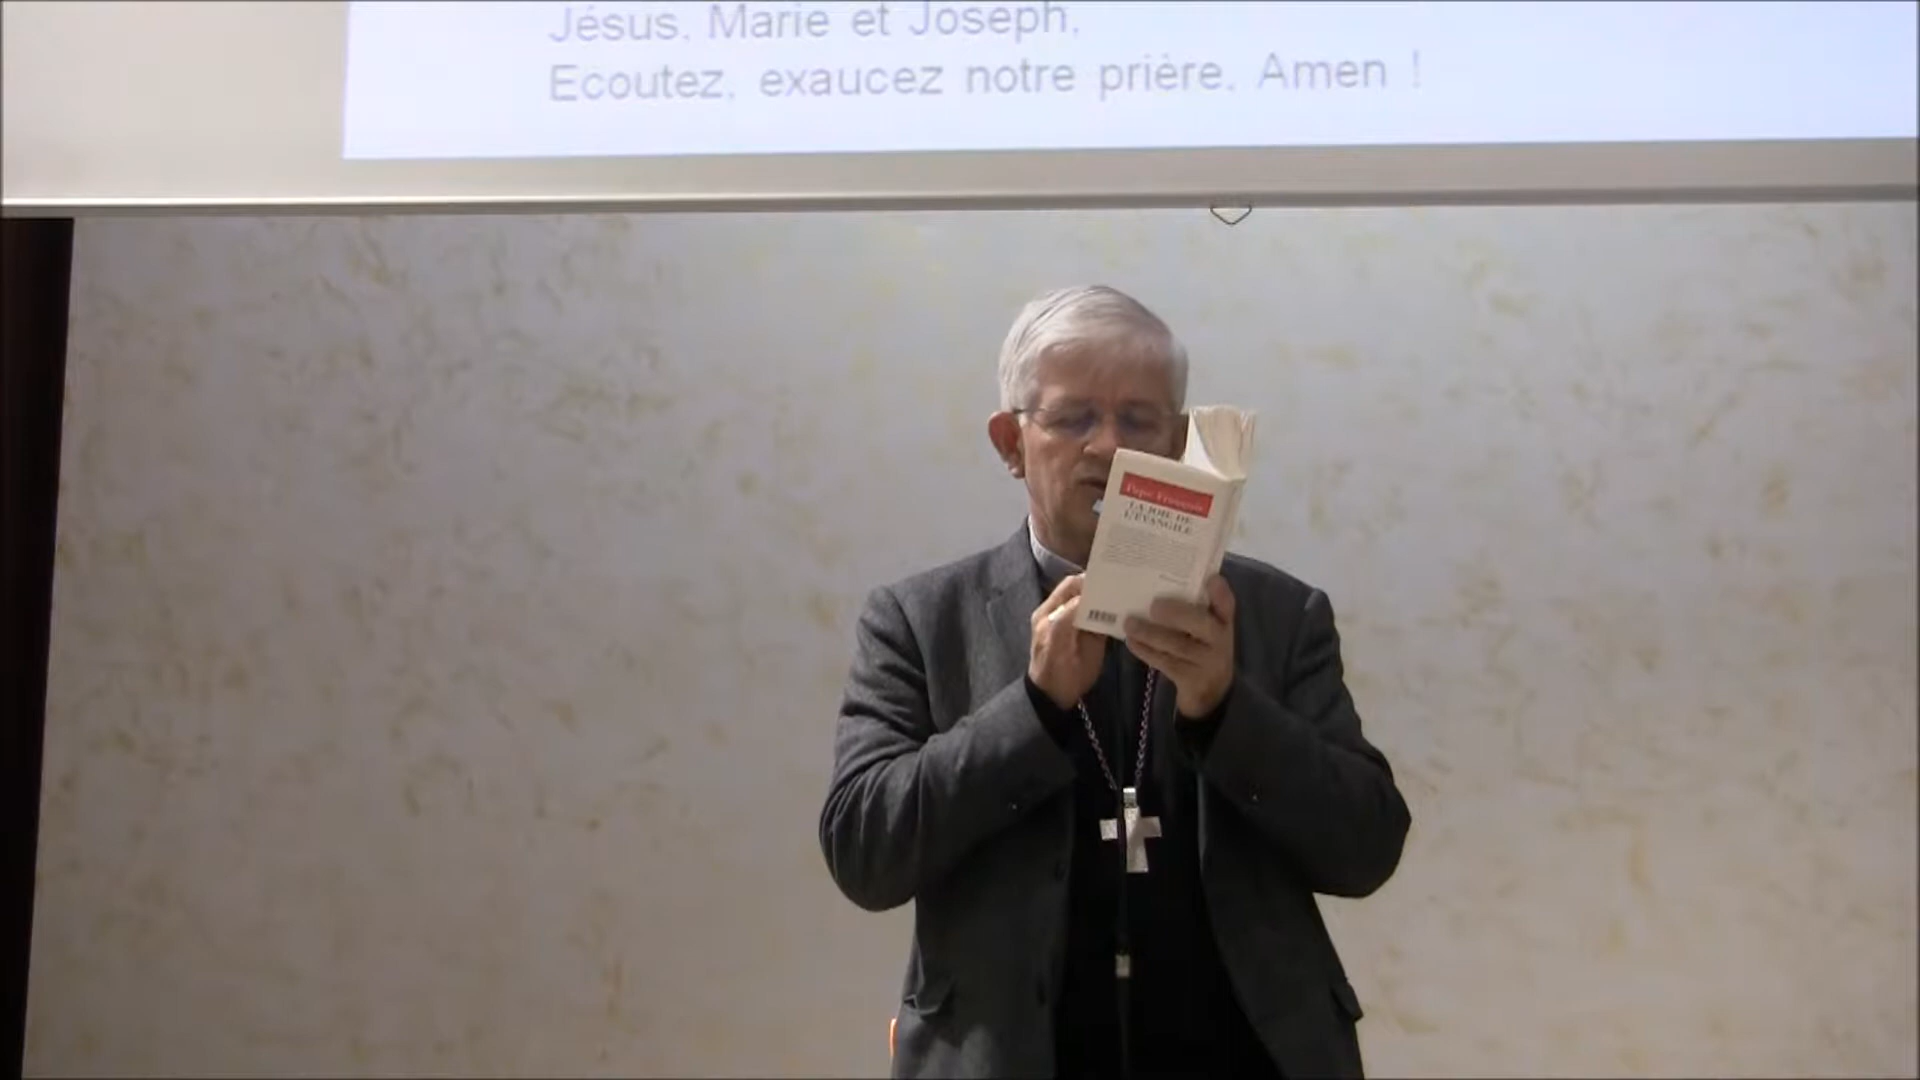 Jésus, Marie et Joseph,
Ecoutez, exaucez notre prière. Amen !
Pape François
LA JOIE DE
L'ÉVANGILE